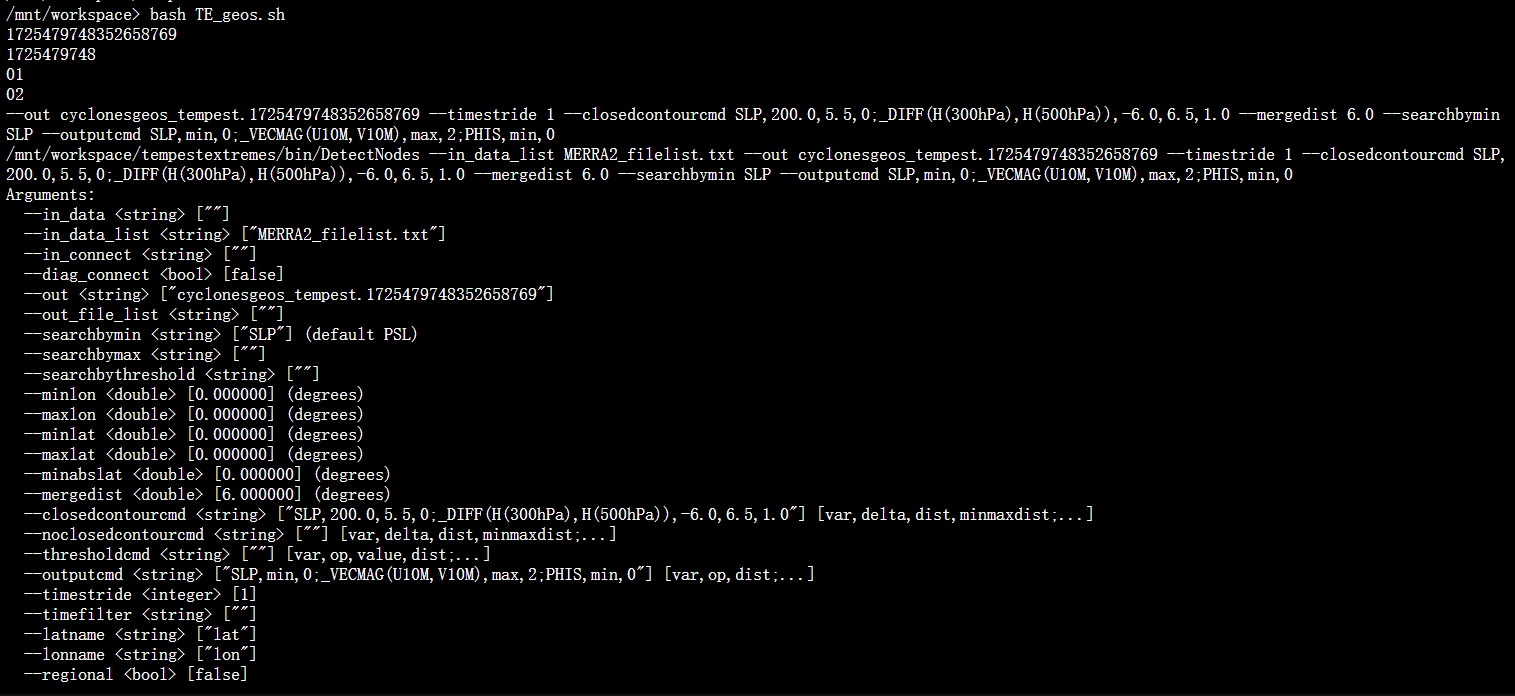 /mnt/workspace> bash TE_geos.sh
1725479748352658769
1725479748
01
02
--out cyclonesgeos_tempest.1725479748352658769 --timestride 1 --closedcontourcmd SLP,200.0,5.5,0;_DIFF(H(300hPa),H(500hPa)),-6.0,6.5,1.0 --mergedist 6.0 --searchbymin
SLP --outputcmd SLP,min,0;_VECMAG(U10M,V10M),max,2;PHIS,min,0
/mnt/workspace/tempestextremes/bin/DetectNodes --in_data_list MERRA2_filelist.txt --out cyclonesgeos_tempest.1725479748352658769 --timestride 1 --closedcontourcmd SLP,
200.0,5.5,0;_DIFF(H(300hPa),H(500hPa)),-6.0,6.5,1.0 --mergedist 6.0 --searchbymin SLP --outputcmd SLP,min,0;_VECMAG(U10M,V10M),max,2;PHIS,min,0
Arguments:
  --in_data <string> [""]
  --in_data_list <string> ["MERRA2_filelist.txt"]
  --in_connect <string> [""]
  --diag_connect <bool> [false]
  --out <string> ["cyclonesgeos_tempest.1725479748352658769"]
  --out_file_list <string> [""]
  --searchbymin <string> ["SLP"] (default PSL)
  --searchbymax <string> [""]
  --searchbythreshold <string> [""]
  --minlon <double> [0.000000] (degrees)
  --maxlon <double> [0.000000] (degrees)
  --minlat <double> [0.000000] (degrees)
  --maxlat <double> [0.000000] (degrees)
  --minabslat <double> [0.000000] (degrees)
  --mergedist <double> [6.000000] (degrees)
  --closedcontourcmd <string> ["SLP,200.0,5.5,0;_DIFF(H(300hPa),H(500hPa)),-6.0,6.5,1.0"] [var,delta,dist,minmaxdist;...]
  --noclosedcontourcmd <string> [""] [var,delta,dist,minmaxdist;...]
  --thresholdcmd <string> [""] [var,op,value,dist;...]
  --outputcmd <string> ["SLP,min,0;_VECMAG(U10M,V10M),max,2;PHIS,min,0"] [var,op,dist;...]
  --timestride <integer> [1]
  --timefilter <string> [""]
  --latname <string> ["lat"]
  --lonname <string> ["lon"]
  --regional <bool> [false]